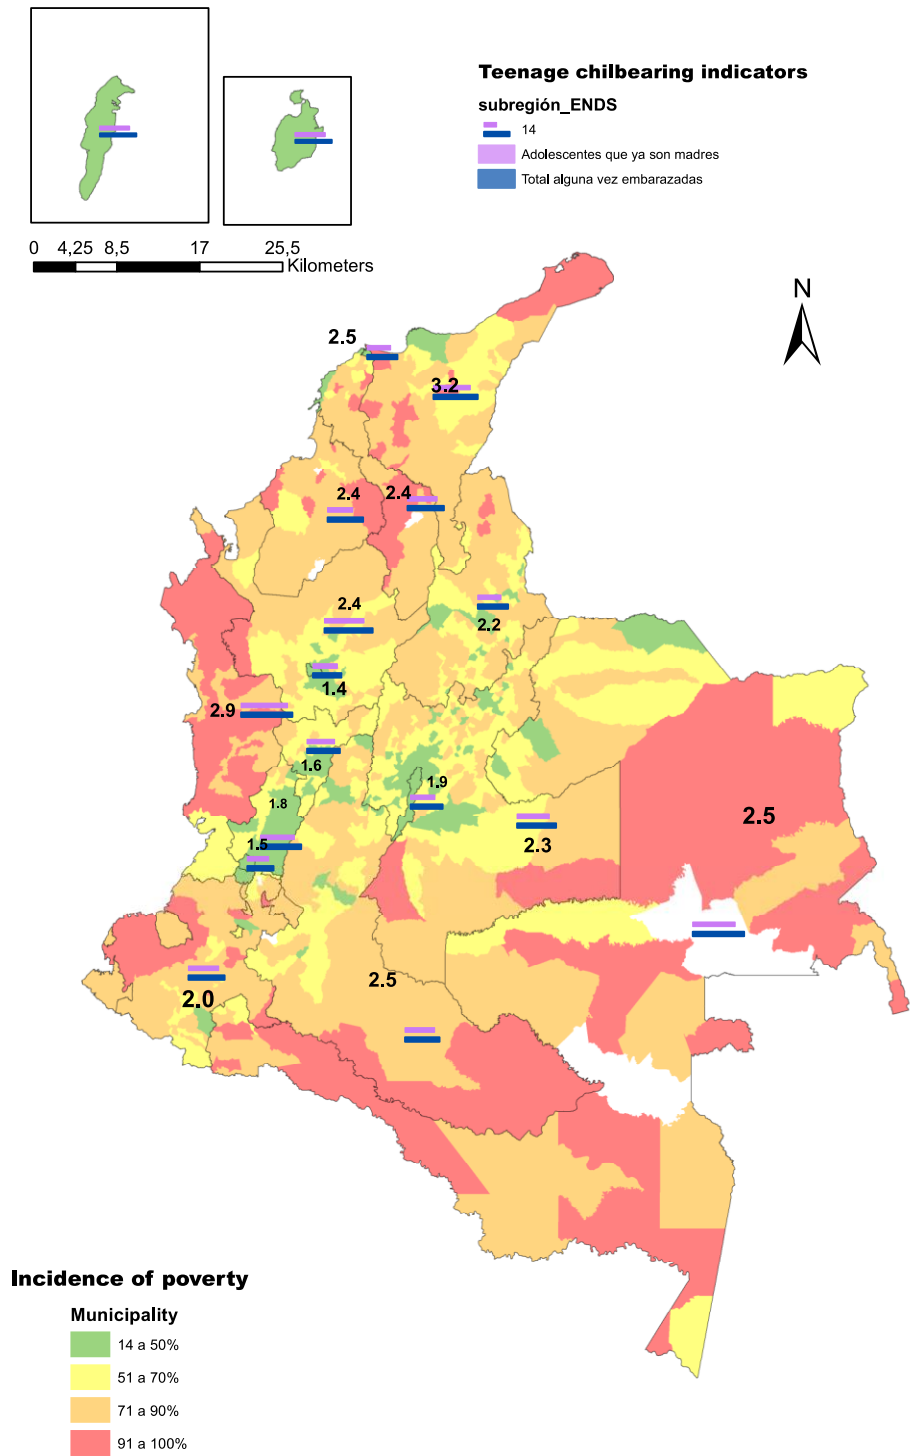 Teenage chilbearing indicators
subregión_ENDS
14
Adolescentes que ya son madres
Total alguna vez embarazadas
0 4,25 8,5 17 25,5
Kilometers
N
2.5
3.2
2.4 2.4
2.4
2.2
1.4
2.9
1.6
1.9
1.8
2.5
1.5
2.3
2.5
2.0
Incidence of poverty
Municipality
14 a 50%
51 a 70%
71 a 90%
91 a 100%